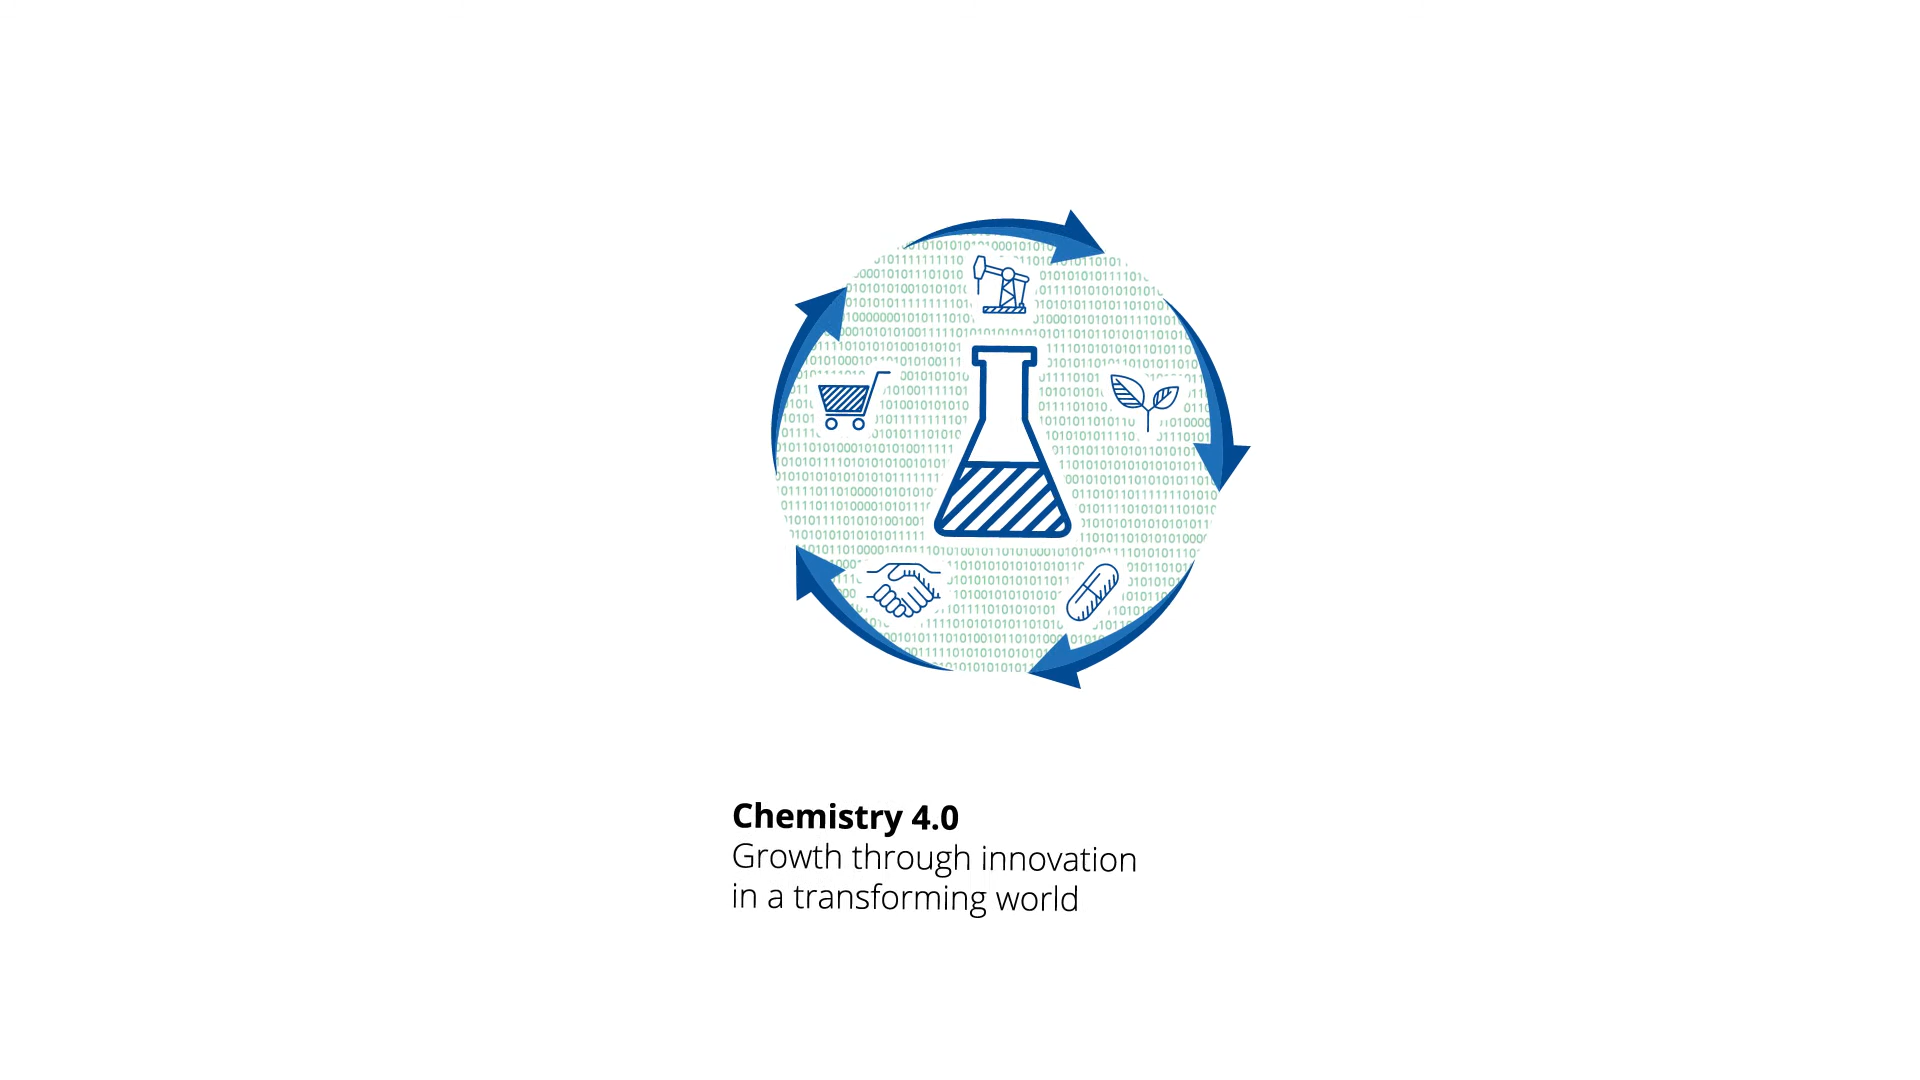 Chemistry 4.0
Growth through innovation
in a transforming world